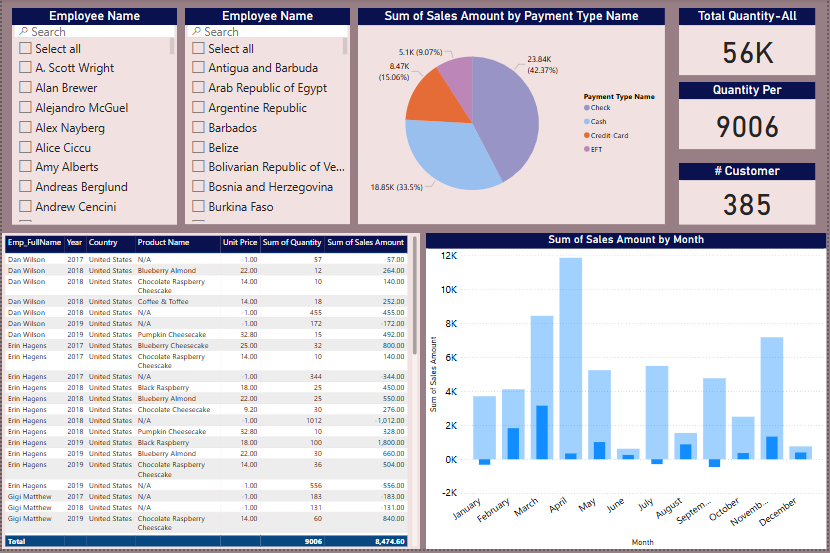 Employee Name
Search
Select all
A. Scott Wright
Alan Brewer
Alejandro McGuel
Alex Nayberg
Alice Ciccu
Amy Alberts
Andreas Berglund
Andrew Cencini
Employee Name
Search
Select all
Antigua and Barbuda
Arab Republic of Egypt
Argentine Republic
Barbados
Belize
Bolivarian Republic of Ve...
Bosnia and Herzegovina
Burkina Faso
Sum of Sales Amount by Payment Type Name
5.1K (9.07%)
8.47K
(15.06%)
23.84K
(42.37%)
18.85K (33.5%)
Payment Type Name
Check
Cash
Credit Card
EFT
Total Quantity-All
56K
Quantity Per
9006
# Customer
385
Emp_FullName Year Country Product Name Unit Price Sum of Quantity Sum of Sales Amount
Dan Wilson 2017 United States N/A -1.00 57 -57.00
Dan Wilson 2018 United States Blueberry Almond 22.00 12 264.00
Dan Wilson 2018 United States Chocolate Raspberry 14.00 10 140.00
Cheescake
Dan Wilson 2018 United States Coffee & Toffee 14.00 18 252.00
Dan Wilson 2018 United States N/A -1.00 455 -455.00
Dan Wilson 2019 United States N/A -1.00 172 -172.00
Dan Wilson 2019 United States Pumpkin Cheesecake 32.80 15 492.00
Erin Hagens 2017 United States Blueberry Cheesecake 25.00 32 800.00
Erin Hagens 2017 United States Chocolate Raspberry 14.00 10 140.00
Cheescake
Erin Hagens 2017 United States N/A -1.00 344 -344.00
Erin Hagens 2018 United States Black Raspberry 18.00 25 450.00
Erin Hagens 2018 United States Blueberry Almond 22.00 25 550.00
Erin Hagens 2018 United States Chocolate Cheesecake 9.20 30 276.00
Erin Hagens 2018 United States N/A -1.00 1012 -1,012.00
Erin Hagens 2018 United States Pumpkin Cheesecake 32.80 10 328.00
Erin Hagens 2019 United States Black Raspberry 18.00 100 1,800.00
Erin Hagens 2019 United States Blueberry Almond 22.00 30 660.00
Erin Hagens 2019 United States Chocolate Raspberry 14.00 36 504.00
Cheescake
Erin Hagens 2019 United States N/A -1.00 556 -556.00
Gigi Matthew 2017 United States N/A -1.00 183 -183.00
Gigi Matthew 2018 United States N/A -1.00 131 -131.00
Gigi Matthew 2019 United States Chocolate Raspberry 14.00 60 840.00
Cheescake
Total 9006 8,474.60
Sum of Sales Amount by Month
Sum of Sales Amount
12K
10K
8K
6K
4K
2K
0K
-2K
January
February
March
April
May
June
July
August
Septem...
October
Novemb...
December
Month